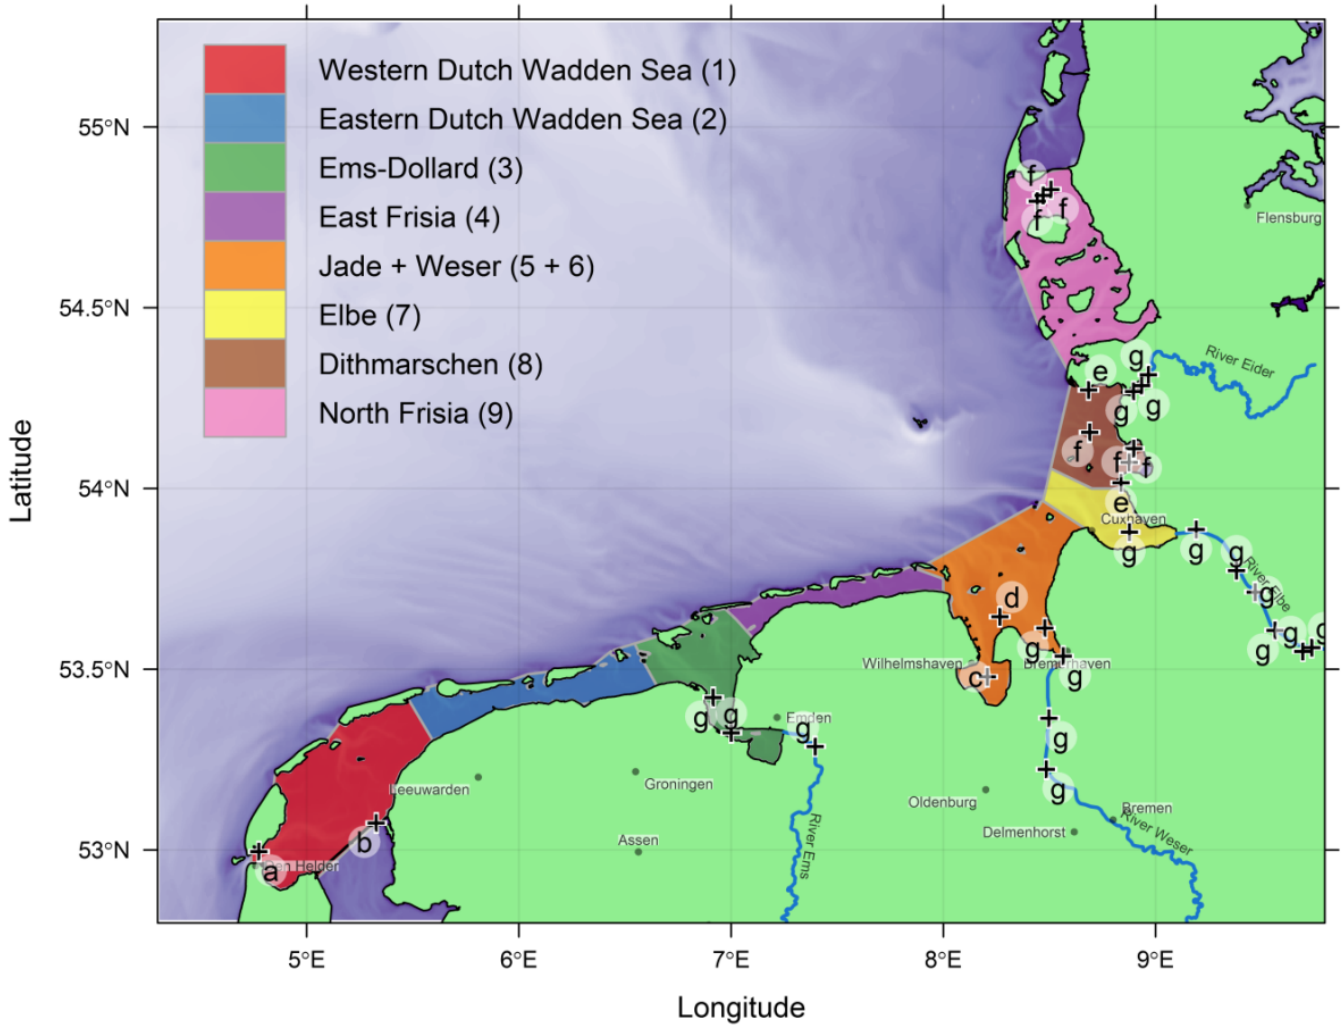 Western Dutch Wadden Sea (1)
Eastern Dutch Wadden Sea (2)
Ems-Dollard (3)
East Frisia (4)
Jade + Weser (5 + 6)
Elbe (7)
Dithmarschen (8)
North Frisia (9)
55°N
54.5°N
54°N
53.5°N
53°N
Latitude
5°E
6°E
7°E
8°E
9°E
Longitude
f
f
f
Flensburg
River Eider
g
e
g
g
f
f
f
e
Cuxhaven
g
g
g
River Elbe
g
g
g
g
d
g
Wilhelmshaven
Bremerhaven
c
g
g
g
Emden
g
g
g
Groningen
Leeuwarden
Assen
Oldenburg
Delmenhorst
Bremen
River Weser
River Ems
b
a
Den Helder